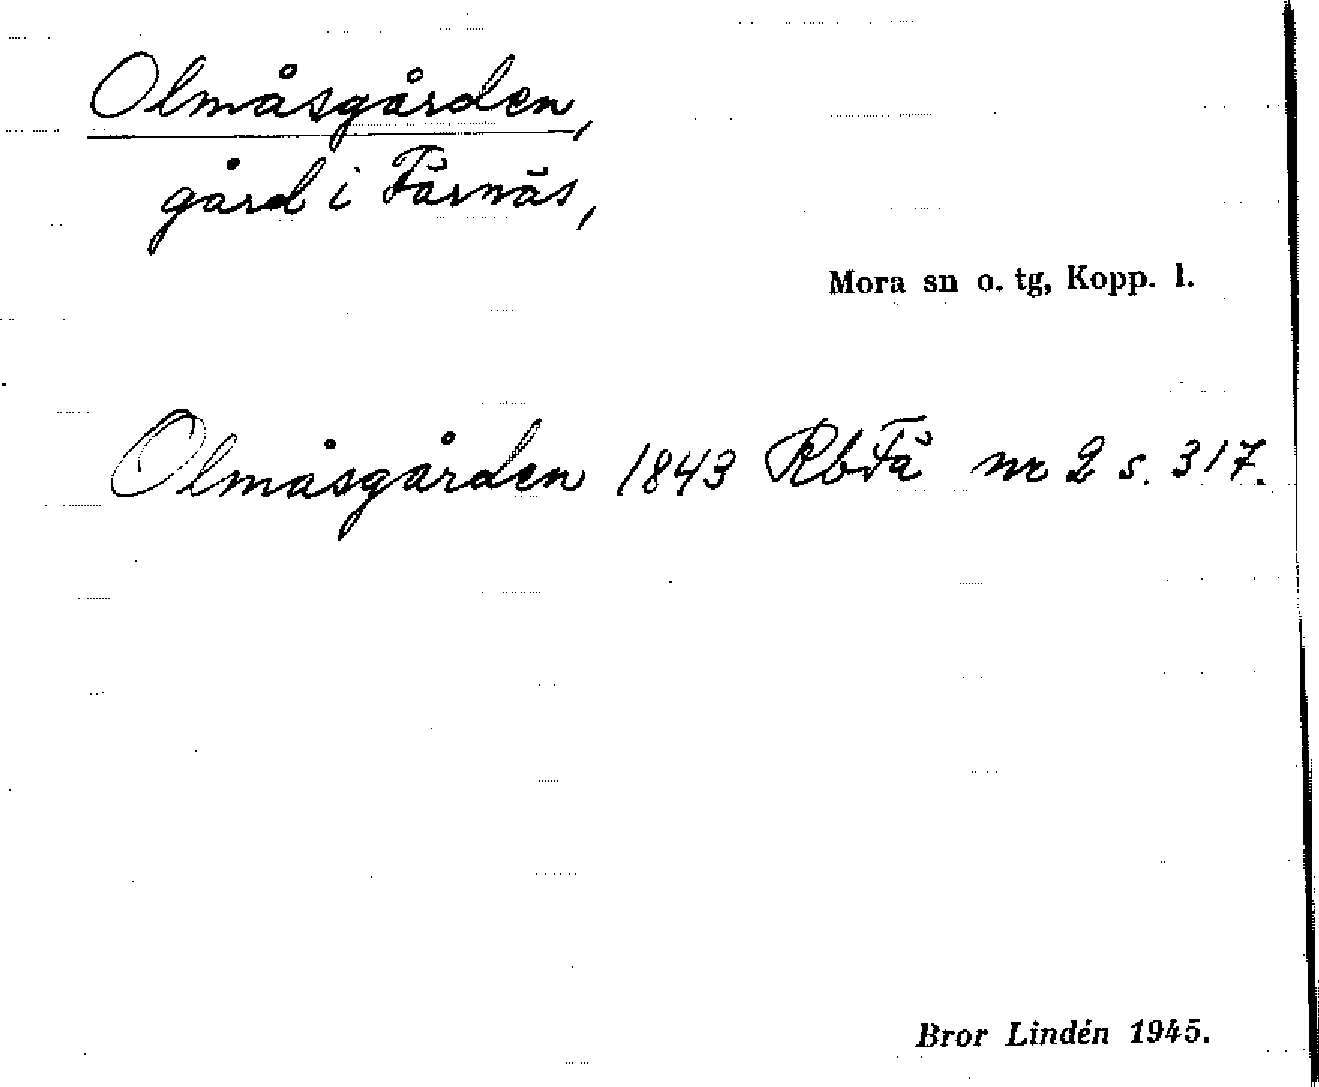 Olmåsgården,
gård i Färnäs,
Mora sn o. tg, Kopp. l.
Olmåsgården 1843 RbFä nr 2 s. 317.
Bror Lindén 1945.